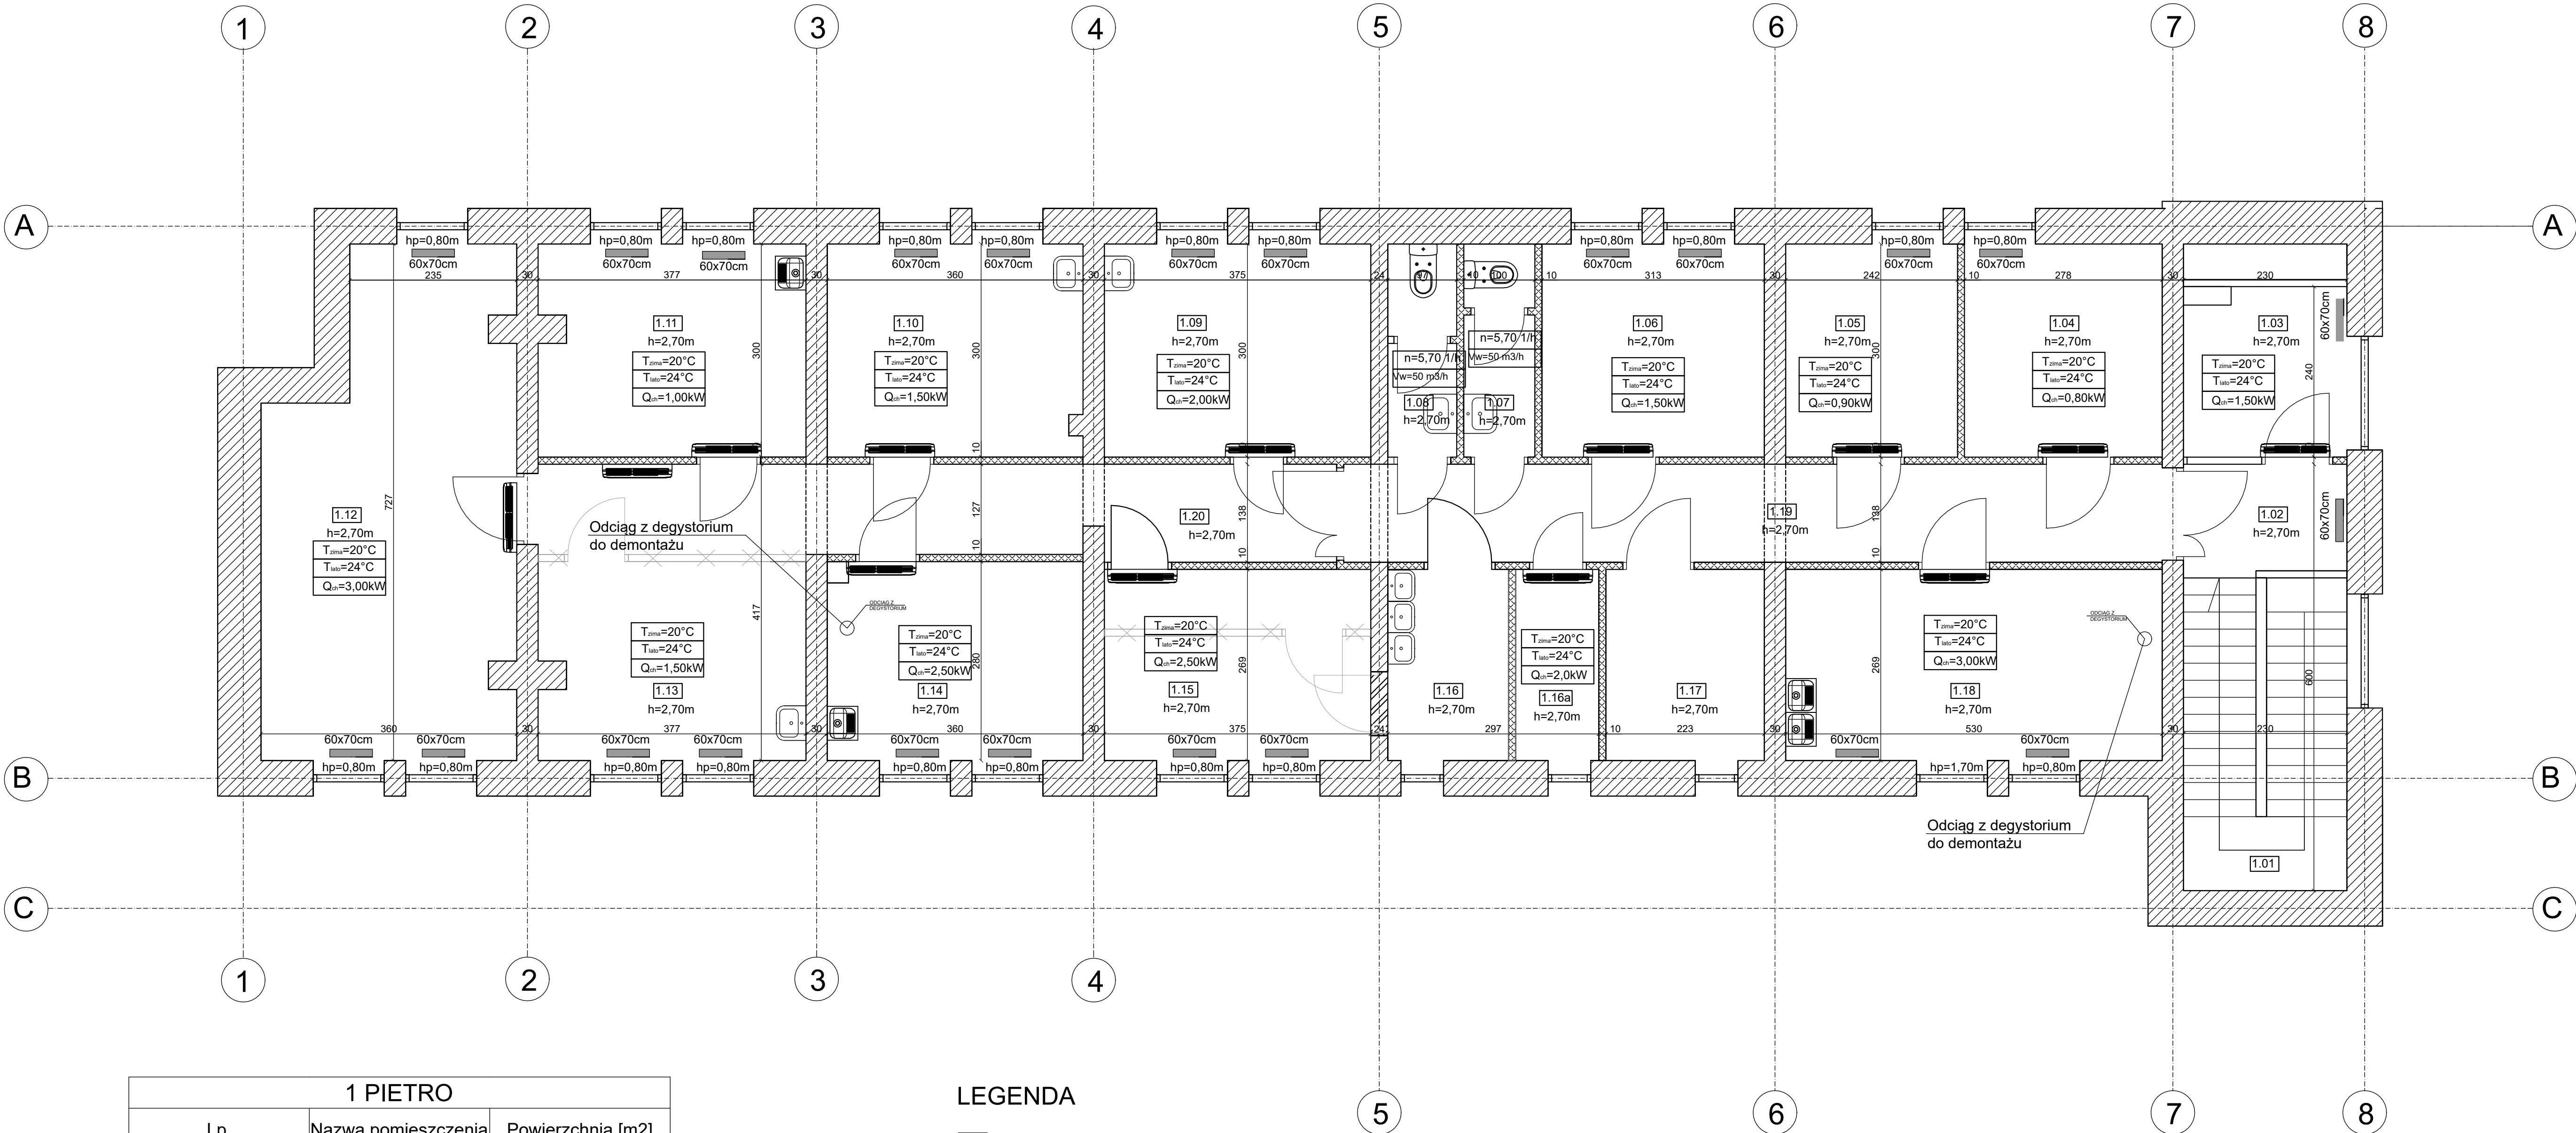 1 2 3 4 5 6 7 8
A A
hp=0,80m hp=0,80m hp=0,80m hp=0,80m hp=0,80m hp=0,80m hp=0,80m hp=0,80m hp=0,80m hp=0,80m hp=0,80m
60x70cm 60x70cm 60x70cm 60x70cm 60x70cm 60x70cm 60x70cm 60x70cm 60x70cm 60x70cm 60x70cm
235 30 377 30 360 30 375 24 97 10 100 10 313 30 242 10 278 30 230
1.11
h=2,70m
Tzima=20°C
Tlato=24°C
Qch=1,00kW
300
1.10
h=2,70m
Tzima=20°C
Tlato=24°C
Qch=1,50kW
300
10
1.09
h=2,70m
Tzima=20°C
Tlato=24°C
Qch=2,00kW
300
n=5,70 1/h
Vw=50 m3/h
1.08
h=2,70m
n=5,70 1/h
Vw=50 m3/h
1.07
h=2,70m
1.06
h=2,70m
Tzima=20°C
Tlato=24°C
Qch=1,50kW
1.05
h=2,70m
300
Tzima=20°C
Tlato=24°C
Qch=0,90kW
1.04
h=2,70m
Tzima=20°C
Tlato=24°C
Qch=0,80kW
1.03
h=2,70m
60x70cm
Tzima=20°C
Tlato=24°C
Qch=1,50kW
240
1.12
h=2,70m
Tzima=20°C
Tlato=24°C
Qch=3,00kW
727
Odciąg z degystorium
do demontażu
127
10
1.20
h=2,70m
138
10
1.19
h=2,70m
138
10
1.02
h=2,70m
60x70cm
417
Tzima=20°C
Tlato=24°C
Qch=1,50kW
1.13
h=2,70m
ODCIĄG Z
DEGYSTORIUM
Tzima=20°C
Tlato=24°C
Qch=2,50kW
1.14
h=2,70m
280
Tzima=20°C
Tlato=24°C
Qch=2,50kW
1.15
h=2,70m
269
1.16
h=2,70m
Tzima=20°C
Tlato=24°C
Qch=2,0kW
1.16a
h=2,70m
1.17
h=2,70m
269
Tzima=20°C
Tlato=24°C
Qch=3,00kW
1.18
h=2,70m
ODCIĄG Z
DEGYSTORIUM
600
360 30 377 30 360 30 375 24 297 10 223 30 530 30 230
60x70cm 60x70cm 60x70cm 60x70cm 60x70cm 60x70cm 60x70cm 60x70cm 60x70cm 60x70cm
hp=0,80m hp=0,80m hp=0,80m hp=0,80m hp=0,80m hp=0,80m hp=0,80m hp=0,80m hp=1,70m hp=0,80m
B B
Odciąg z degystorium
do demontażu
1.01
C C
1 2 3 4
1 PIETRO
Lp. Nazwa pomieszczenia Powierzchnia [m2]
LEGENDA
5 6 7 8